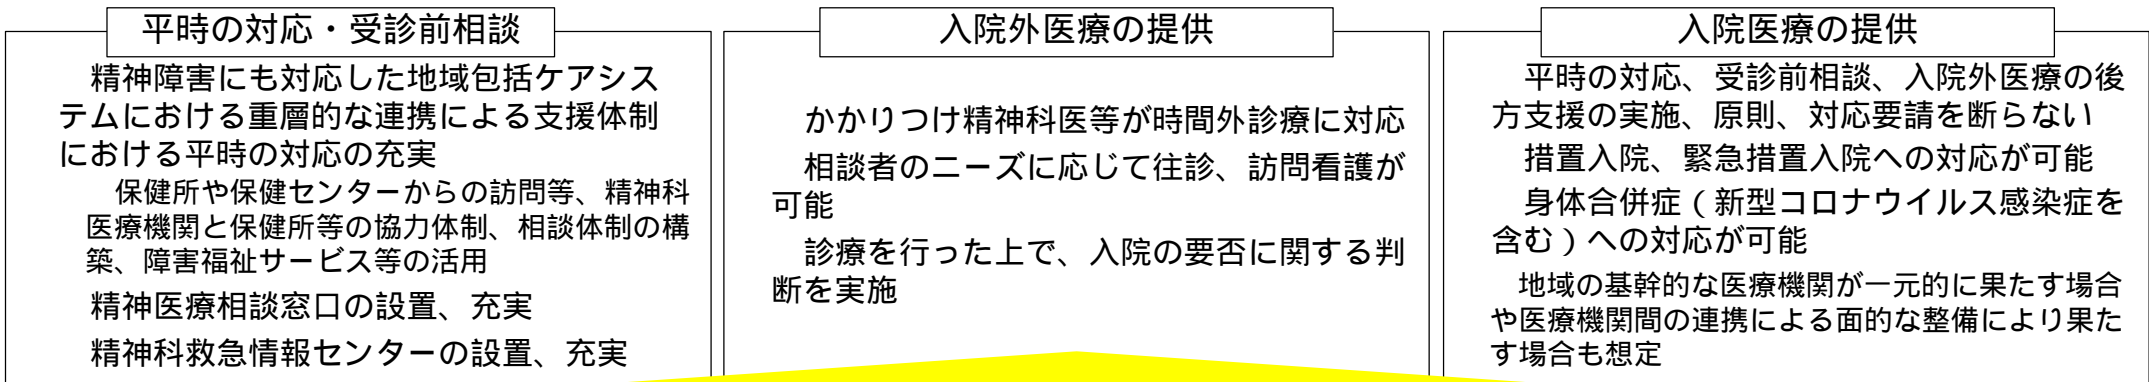 平時の対応・受診前相談
精神障害にも対応した地域包括ケアシス
テムにおける重層的な連携による支援体制
における平時の対応の充実
保健所や保健センターからの訪問等、精神科
医療機関と保健所等の協力体制、相談体制の構
築、障害福祉サービス等の活用
精神医療相談窓口の設置、充実
精神科救急情報センターの設置、充実
入院外医療の提供
かかりつけ精神科医等が時間外診療に対応
相談者のニーズに応じて往診、訪問看護が
可能
診療を行った上で、入院の要否に関する判
断を実施
入院医療の提供
平時の対応、受診前相談、入院外医療の後
方支援の実施、原則、対応要請を断らない
措置入院、緊急措置入院への対応が可能
身体合併症（新型コロナウイルス感染症を
含む）への対応が可能
地域の基幹的な医療機関が一元的に果たす場合
や医療機関間の連携による面的な整備により果た
す場合も想定